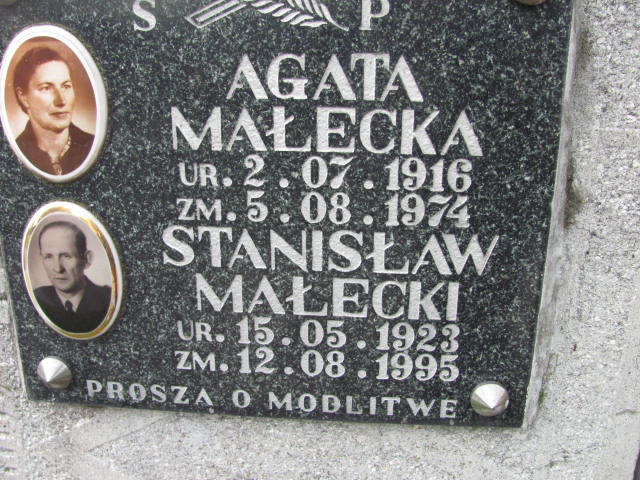 S P
AGATA
MAŁECKA
UR. 2.07.1916
ZM. 5.08.1974
STANISŁAW
MAŁECKI
UR. 15.05.1923
ZM. 12.08.1995
PROSZĄ O MODLITWĘ